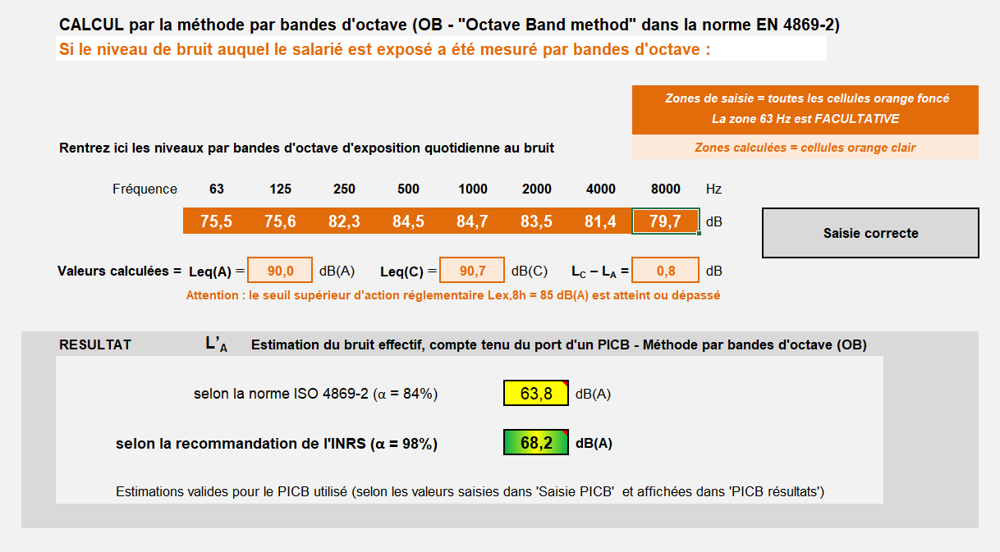 CALCUL par la méthode par bandes d'octave (OB - "Octave Band method" dans la norme EN 4869-2)
Si le niveau de bruit auquel le salarié est exposé a été mesuré par bandes d'octave :
Zones de saisie = toutes les cellules orange foncé
La zone 63 Hz est FACULTATIVE
Rentrez ici les niveaux par bandes d'octave d'exposition quotidienne au bruit
Zones calculées = cellules orange clair
Fréquence 63 125 250 500 1000 2000 4000 8000 Hz
75,5 75,6 82,3 84,5 84,7 83,5 81,4 79,7 dB
Saisie correcte
Valeurs calculées = Leq(A) = 90,0 dB(A) Leq(C) = 90,7 dB(C) LC – LA = 0,8 dB
Attention : le seuil supérieur d'action réglementaire Lex,8h = 85 dB(A) est atteint ou dépassé
RESULTAT L'A Estimation du bruit effectif, compte tenu du port d'un PICB - Méthode par bandes d'octave (OB)
selon la norme ISO 4869-2 (α = 84%) 63,8 dB(A)
selon la recommandation de l'INRS (α = 98%) 68,2 dB(A)
Estimations valides pour le PICB utilisé (selon les valeurs saisies dans 'Saisie PICB' et affichées dans 'PICB résultats')